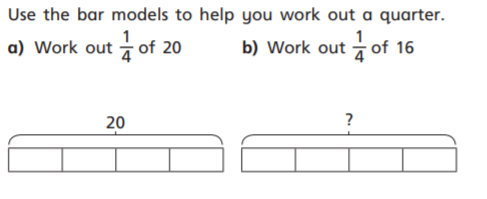 Use the bar models to help you work out a quarter.
a) Work out 1/4 of 20
b) Work out 1/4 of 16
20
?